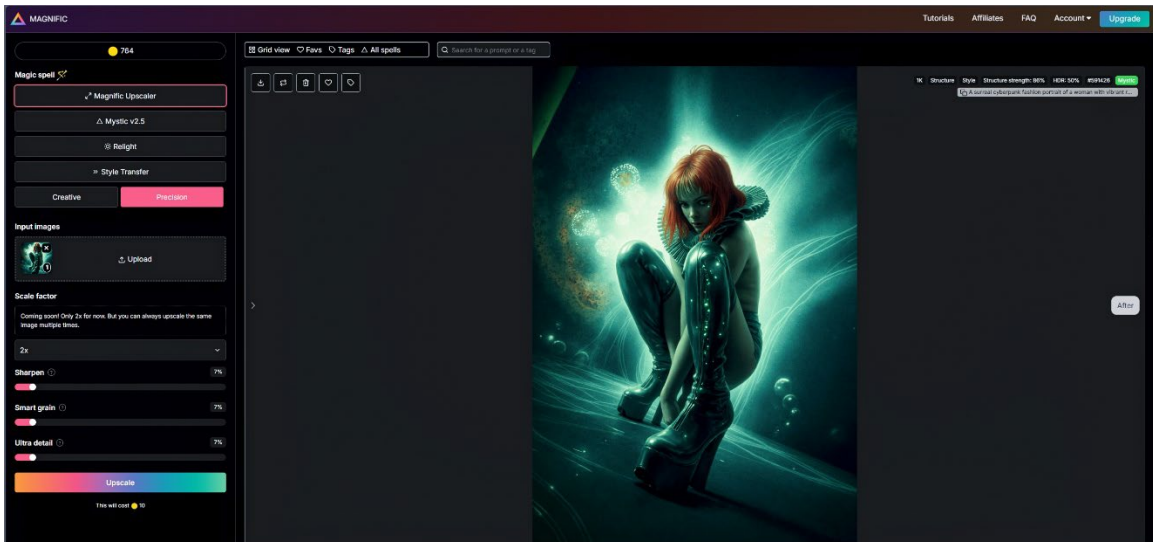 MAGNIFIC
Tutorials Affiliates FAQ Account Upgrade
764
Magic spell
Magnific Upscaler
Mystic v2.5
Relight
Style Transfer
Creative Precision
Input images
1
Upload
Scale factor
Coming soon! Only 2x for now. But you can always upscale the same
image multiple times.
2x
Sharpen 7%
Smart grain 7%
Ultra detail 7%
Upscale
This will cost 10
Grid view Favs Tags All spells
Search for a prompt or a tag
1K Structure Style Structure strength: 86% HDR: 50% #591426 Mystic
A surreal cyberpunk fashion portrait of a woman with vibrant r...
After